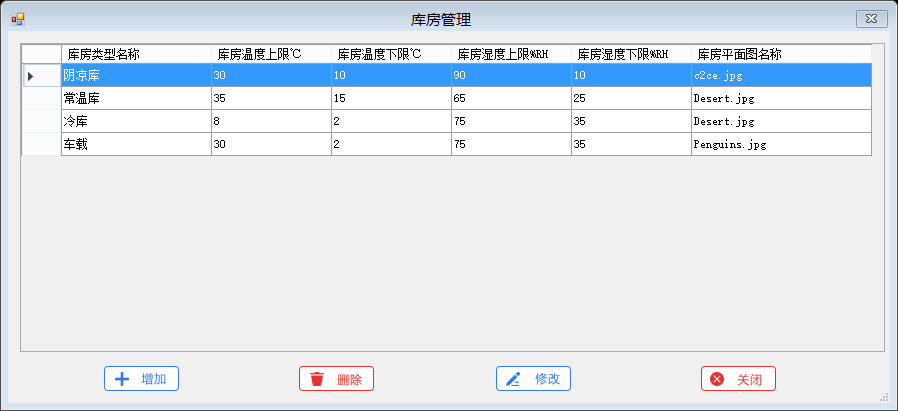 库房管理
库房类型名称 库房温度上限℃ 库房温度下限℃ 库房湿度上限%RH 库房湿度下限%RH 库房平面图名称
阴凉库 30 10 90 10 c2ce.jpg
常温库 35 15 65 25 Desert.jpg
冷库 8 2 75 35 Desert.jpg
车载 30 2 75 35 Penguins.jpg
增加 删除 修改 关闭